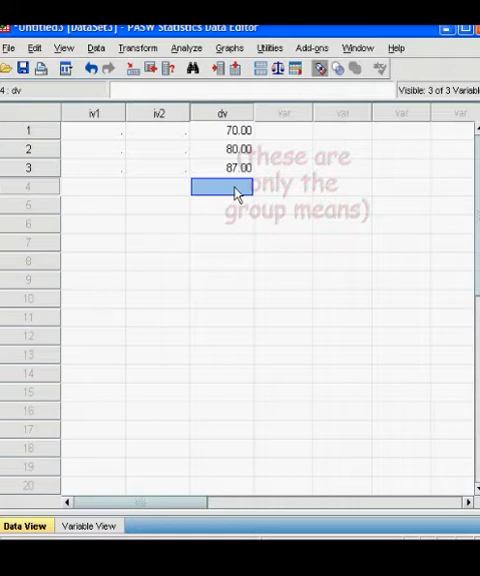 *Untitled3 [DataSet3] - PASW Statistics Data Editor
File Edit View Data Transform Analyze Graphs Utilities Add-ons Window Help
4 : dv Visible: 3 of 3 Variable
iv1 iv2 dv var var var var
1 . . 70.00
2 . . 80.00
3 . . 87.00
4
5
6
7
8
9
10
11
12
13
14
15
16
17
18
19
20
(these are
only the
group means)
Data View Variable View